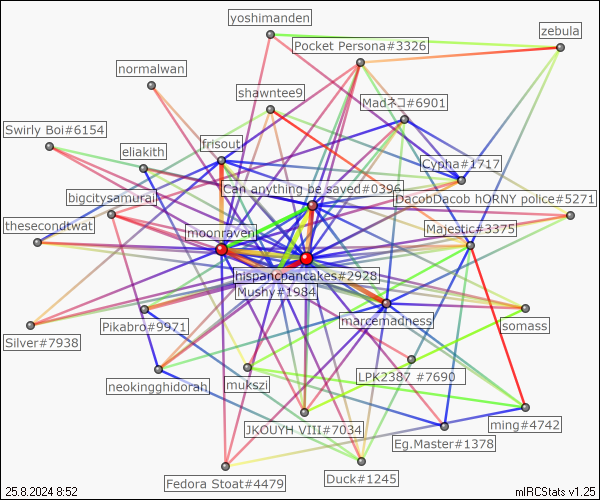 yoshimanden
zebula
Pocket Persona#3326
normalwan
shawntee9
Madネコ#6901
Swirly Boi#6154
eliakith
frisout
Cypha#1717
Can anything be saved#0396
bigcitysamurai
DacobDacob hORNY police#5271
thesecondtwat
moonraven
Majestic#3375
hispancpancakes#2928
Mushy#1984
Silver#7938
Pikabro#9971
marcemadness
somass
neokingghidorah
mukszi
LPK2387 #7690
JKOUYH VIII#7034
Eg.Master#1378
ming#4742
Fedora Stoat#4479
Duck#1245
25.8.2024 8:52
mIRCStats v1.25